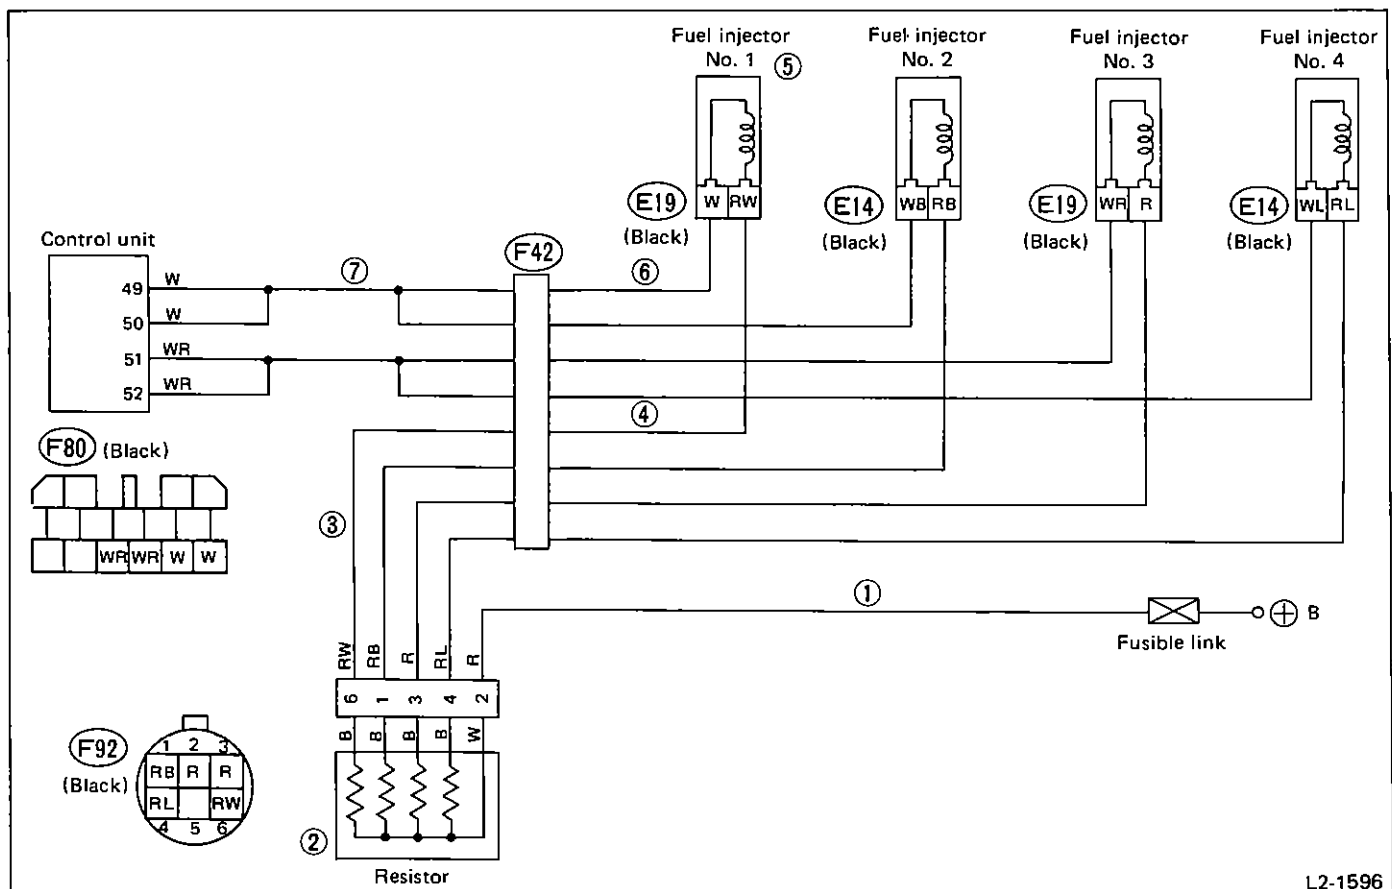 Fuel injector No. 1 ⑤
Fuel injector No. 2
Fuel injector No. 3
Fuel injector No. 4
E19 (Black) W RW
E14 (Black) WB RB
E19 (Black) WR R
E14 (Black) WL RL
Control unit
F42
49 W ⑦ ⑥
50 W
51 WR
52 WR
④
F80 (Black)
WR WR W W
③
①
Fusible link
⊕ B
RW RB R RL R
6 1 3 4 2
B B B B W
F92 (Black)
1 2 3
RB R R
RL RW
4 5 6
②
Resistor
L2-1596